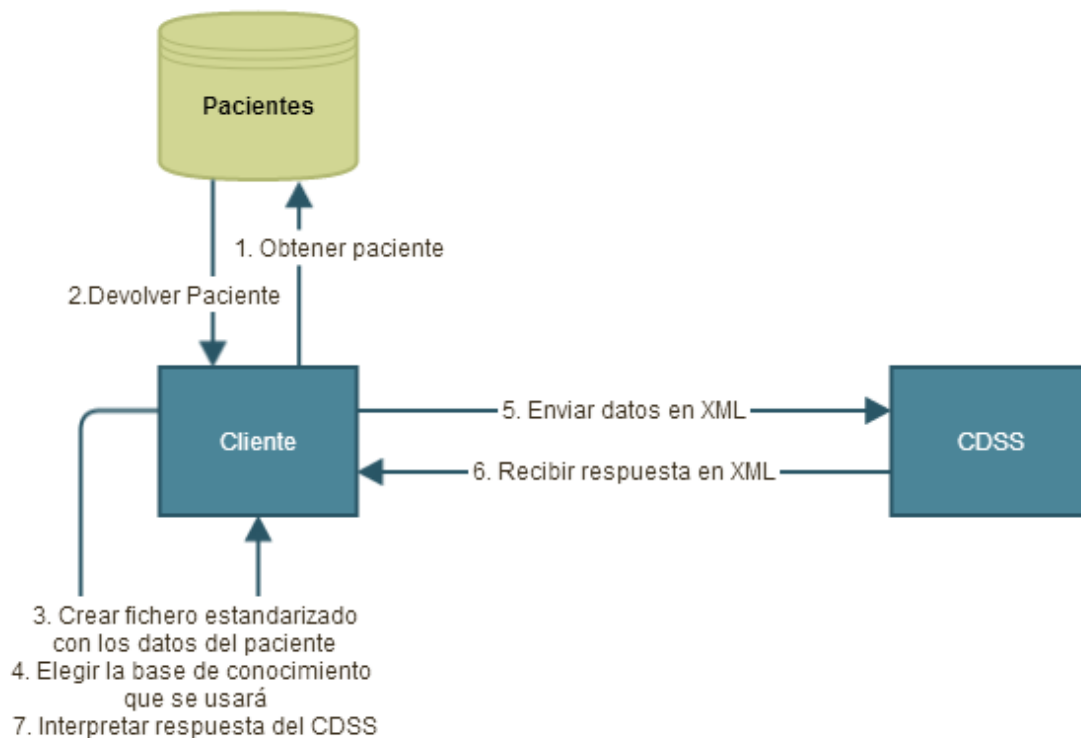 Pacientes
1. Obtener paciente
2.Devolver Paciente
Cliente
5. Enviar datos en XML
CDSS
6. Recibir respuesta en XML
3. Crear fichero estandarizado
con los datos del paciente
4. Elegir la base de conocimiento
que se usará
7. Interpretar respuesta del CDSS